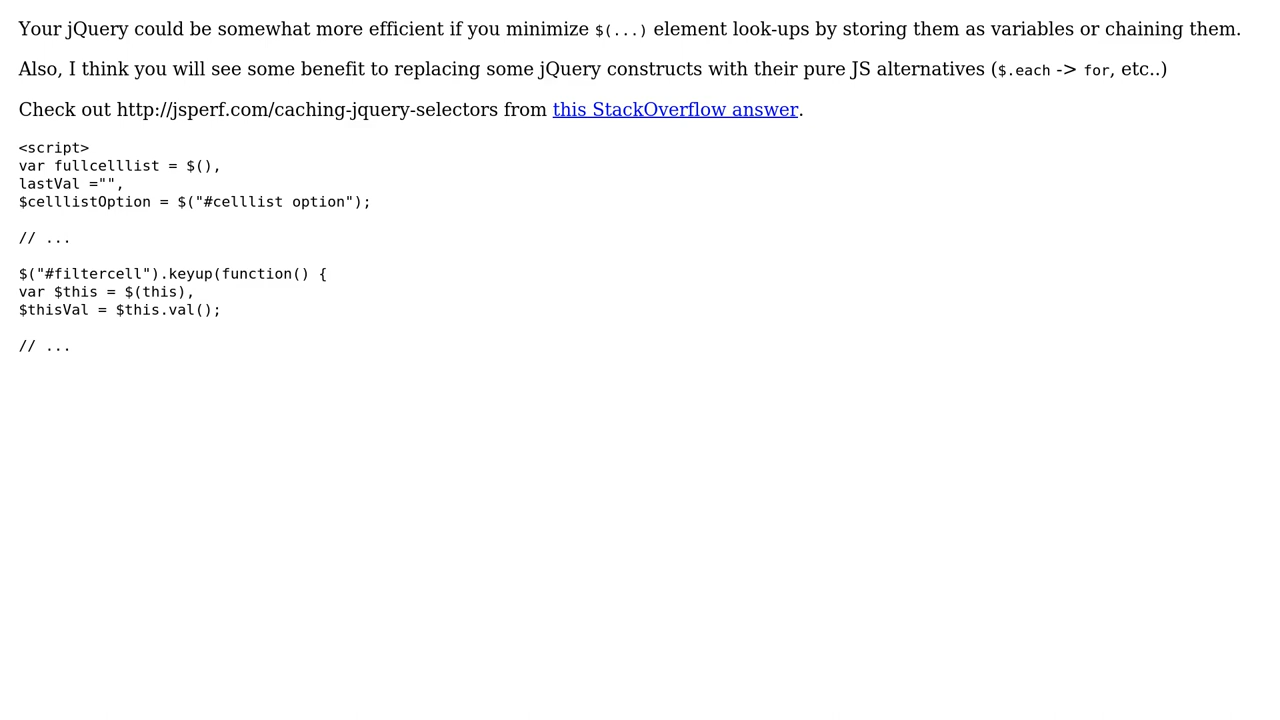 Your jQuery could be somewhat more efficient if you minimize $(...) element look-ups by storing them as variables or chaining them.
Also, I think you will see some benefit to replacing some jQuery constructs with their pure JS alternatives ($.each -> for, etc..)
Check out http://jsperf.com/caching-jquery-selectors from this StackOverflow answer.
<script>
var fullcelllist = $(),
lastVal ="",
$celllistOption = $("#celllist option");
// ...
$("#filtercell").keyup(function() {
var $this = $(this),
$thisVal = $this.val();
// ...